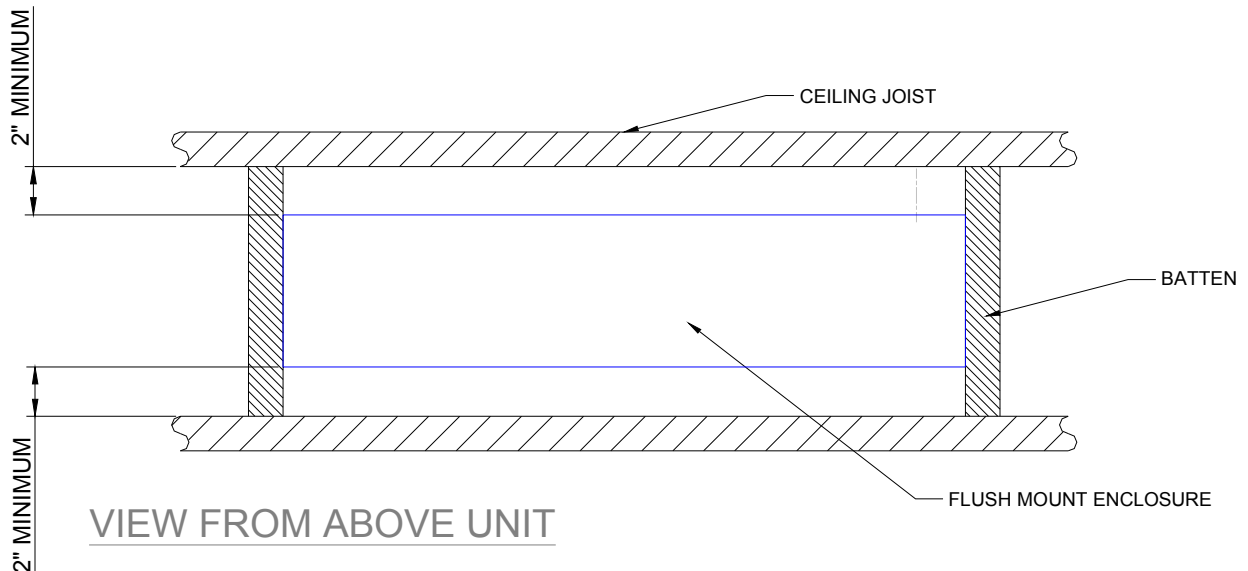 2" MINIMUM
CEILING JOIST
BATTEN
FLUSH MOUNT ENCLOSURE
2" MINIMUM
VIEW FROM ABOVE UNIT